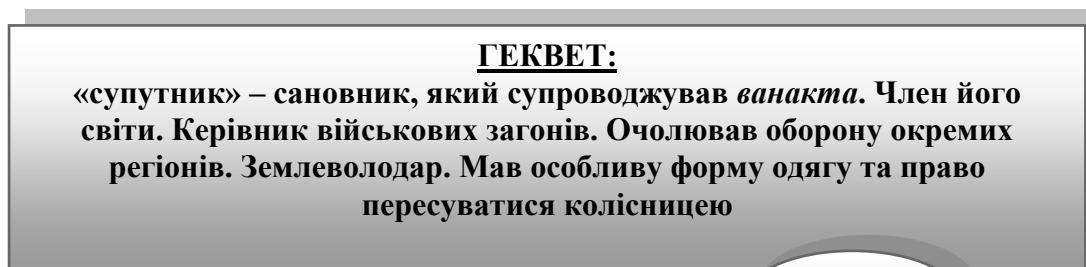 ГЕКВЕТ:
«супутник» – сановник, який супроводжував ванакта. Член його
світи. Керівник військових загонів. Очолював оборону окремих
регіонів. Землеволодар. Мав особливу форму одягу та право
пересуватися колісницею